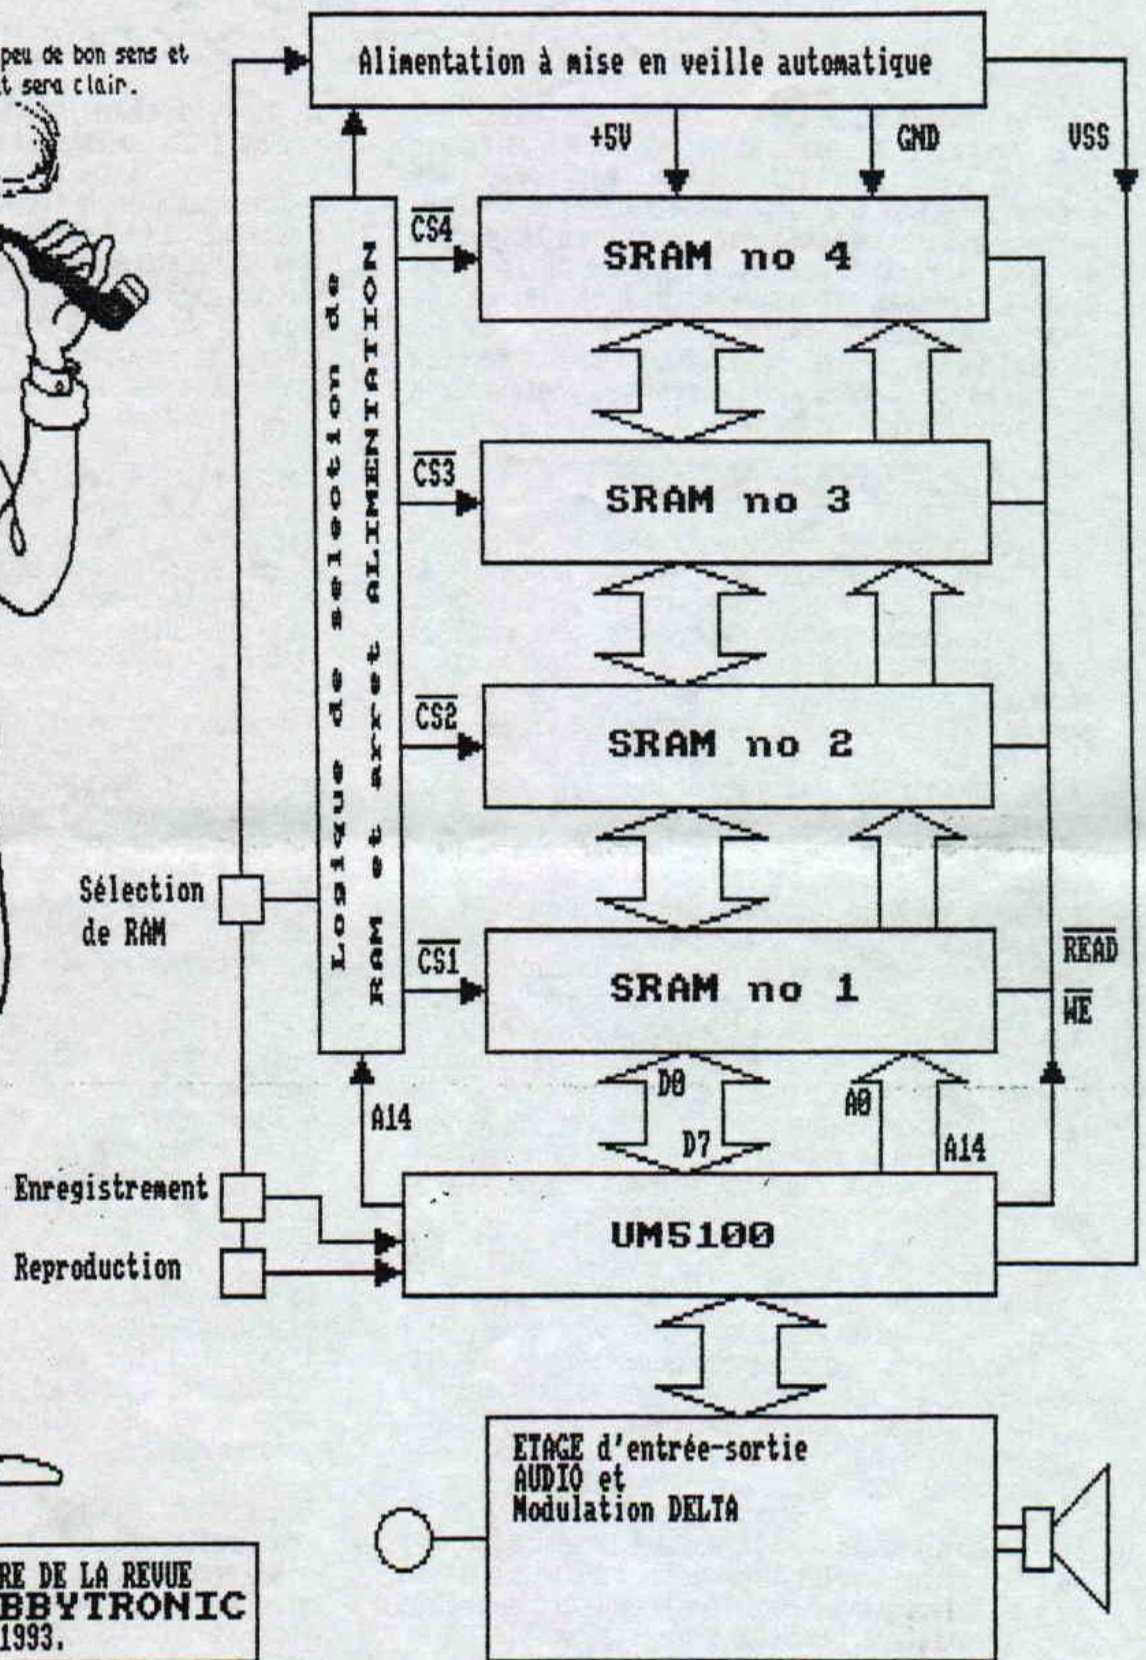 peu de bon sens et
t sera clair.
Alimentation à mise en veille automatique
+5V
GND
VSS
CS4
SRAM no 4
Logique de sélection de
RAM et arret ALIMENTATION
CS3
SRAM no 3
CS2
SRAM no 2
Sélection
de RAM
CS1
SRAM no 1
READ
WE
D0
D7
A0
A14
A14
Enregistrement
UM5100
Reproduction
ETAGE d'entrée-sortie
AUDIO et
Modulation DELTA
RE DE LA REVUE
BBYTRONIC
1993.